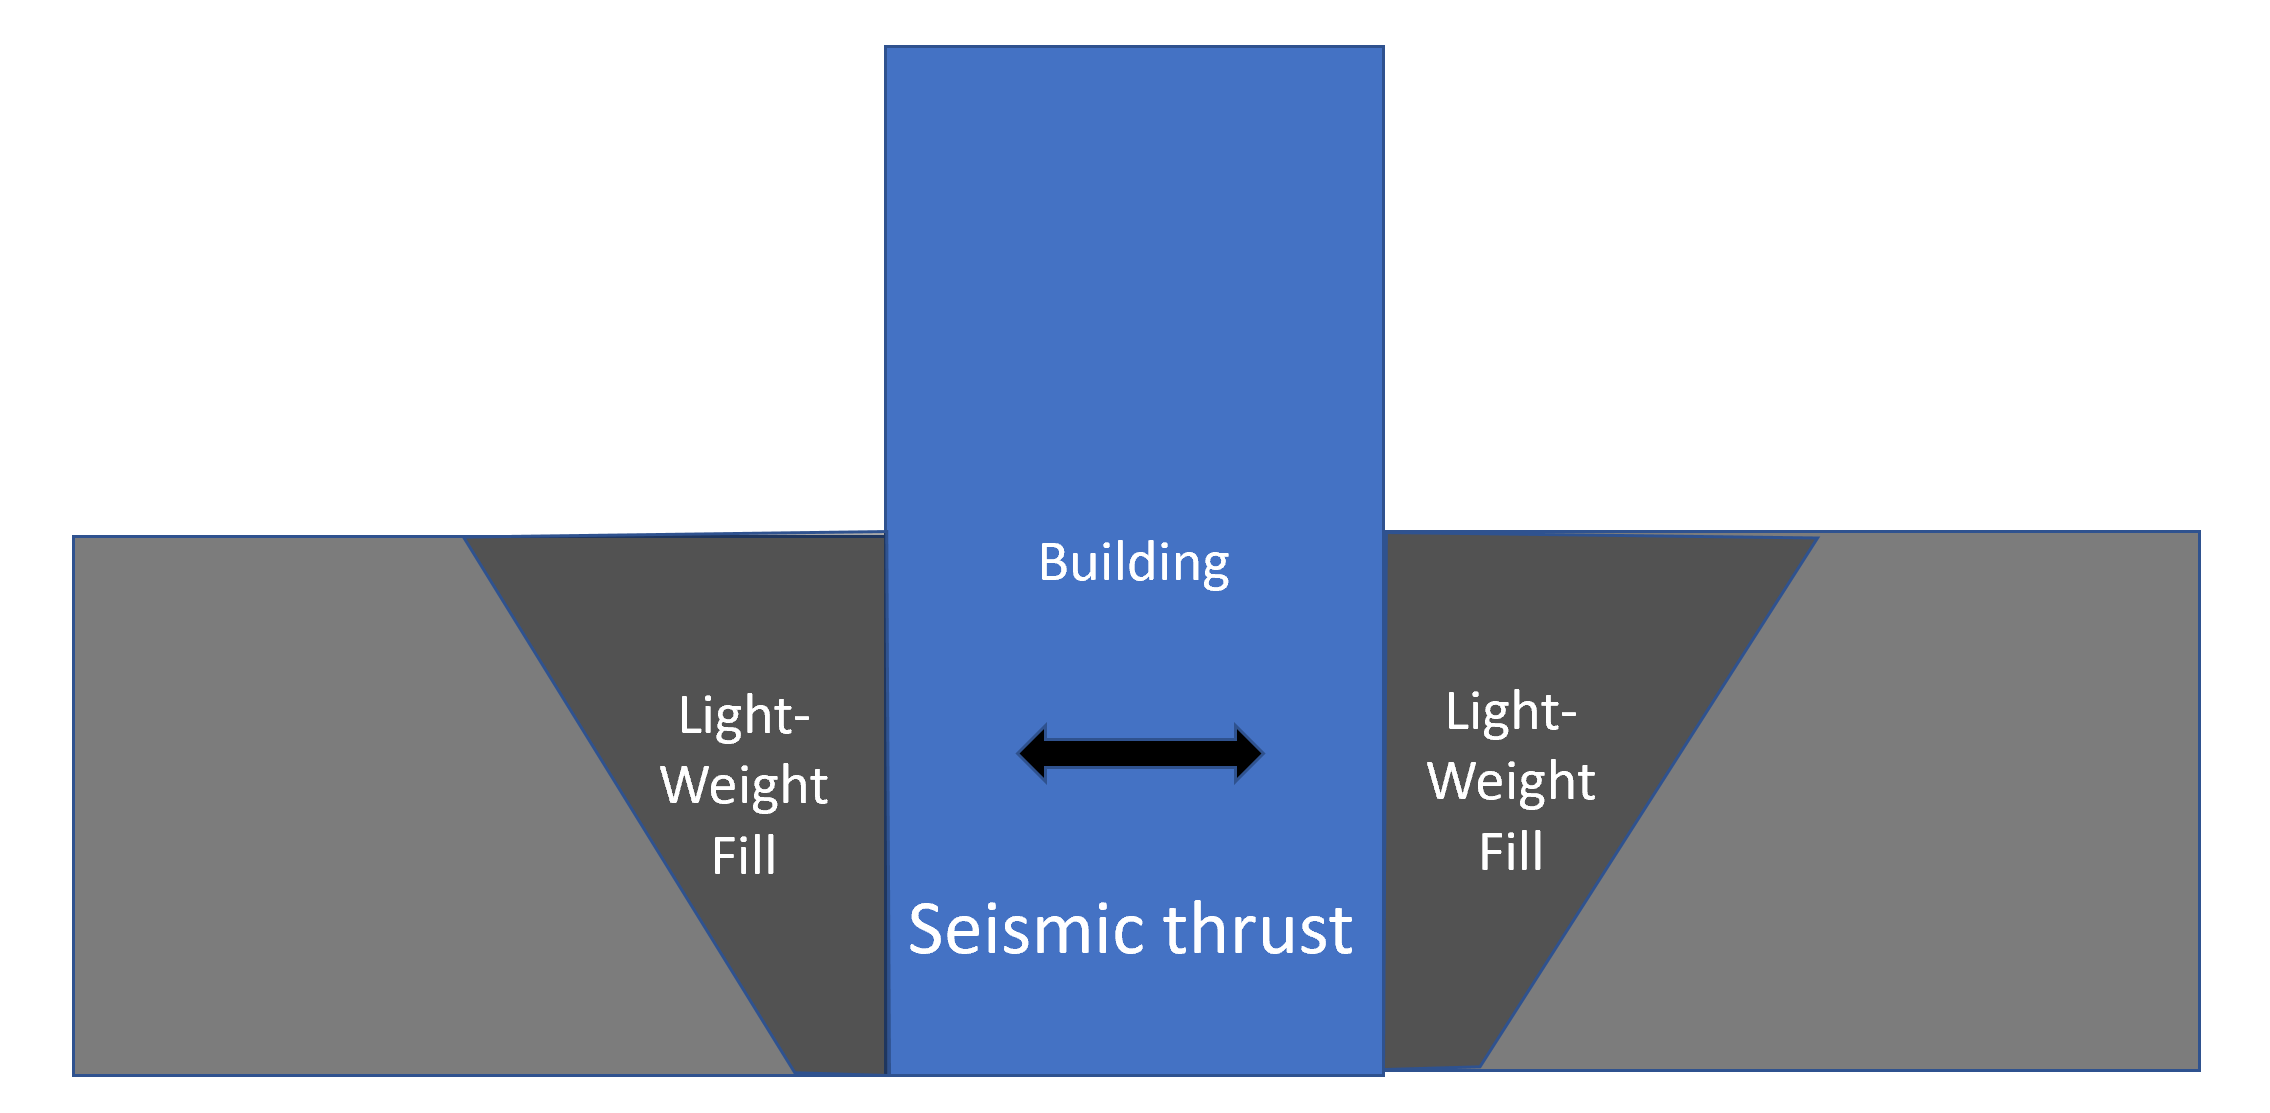 Building
Light-
Weight
Fill
Light-
Weight
Fill
Seismic thrust